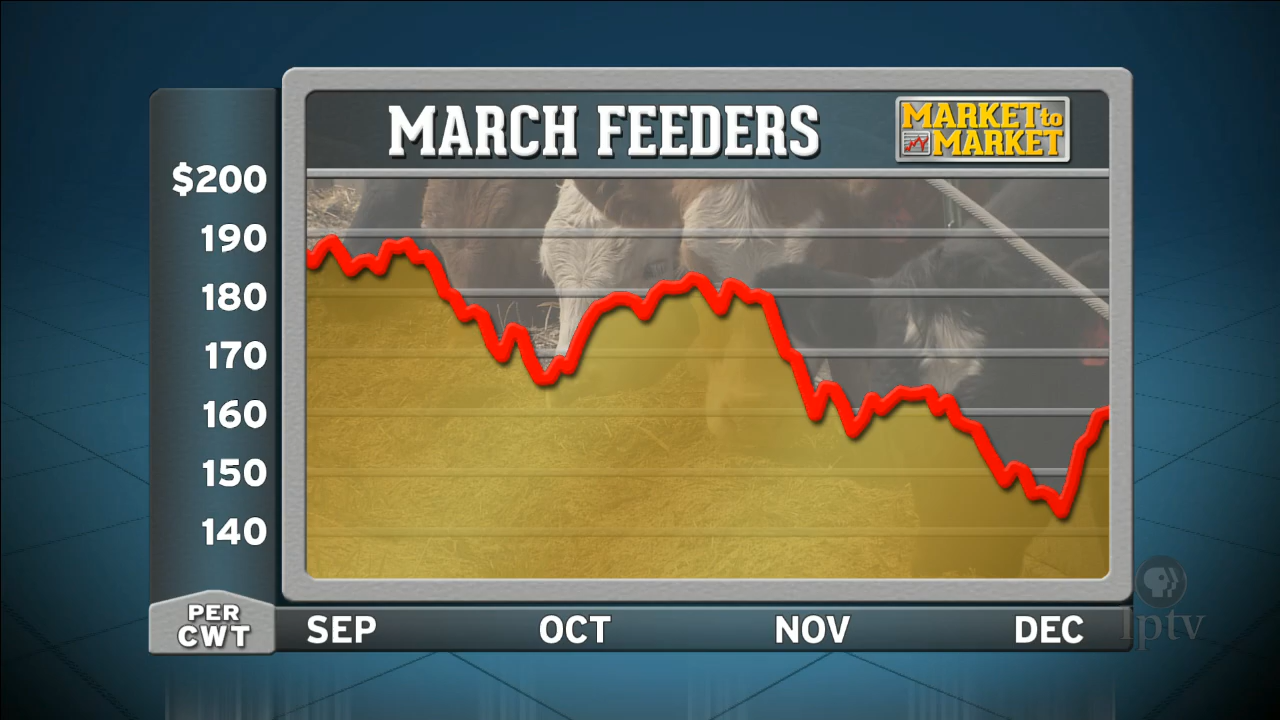 MARCH FEEDERS
MARKET to
MARKET
$200
190
180
170
160
150
140
PER
CWT
SEP OCT NOV DEC
Iptv